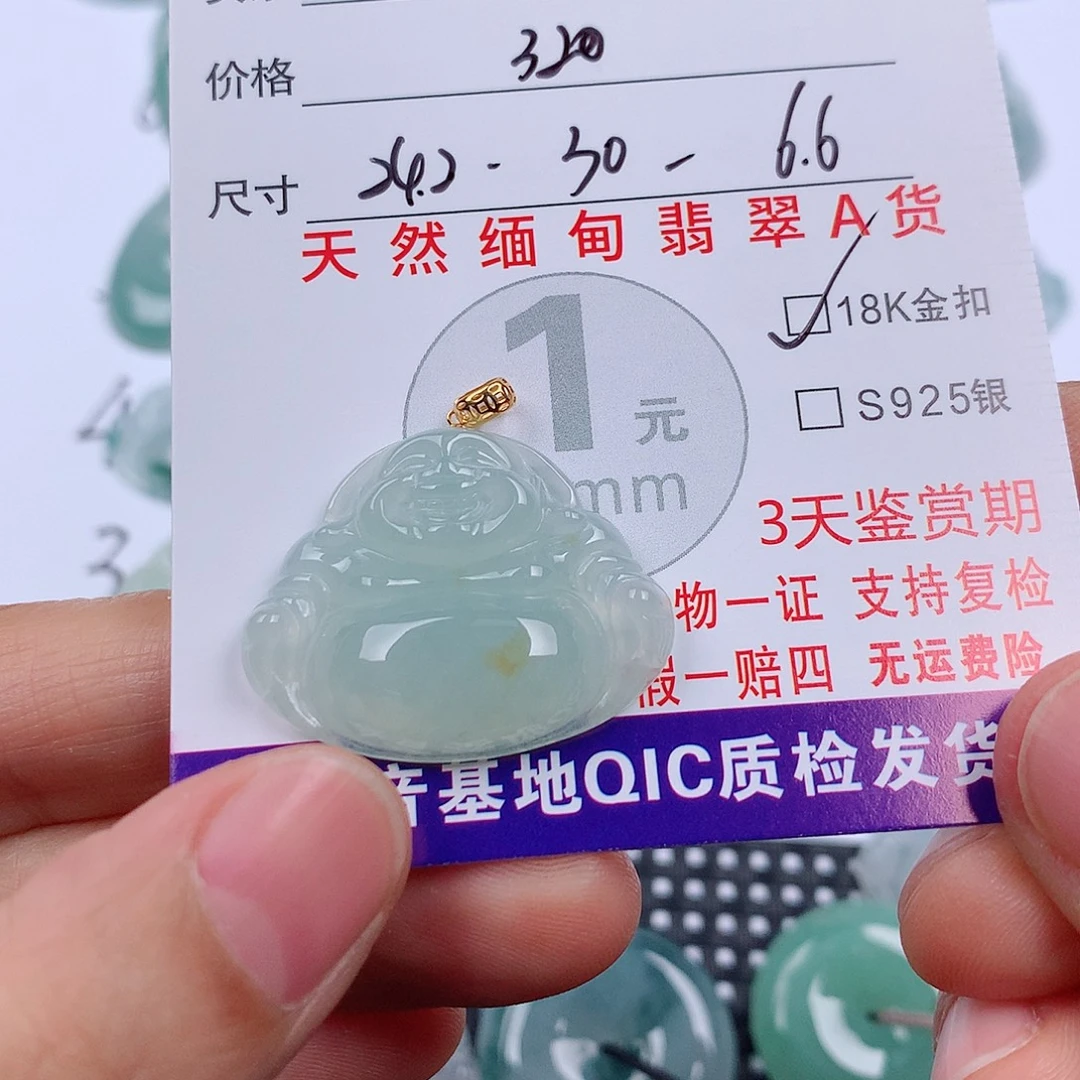 价格 320
尺寸 24.2 - 30 - 6.6
天然缅甸翡翠A货
18K金扣
1元
S925银
mm
3天鉴赏期
物一证 支持复检
假一赔四 无运费险
基地QIC质检发货